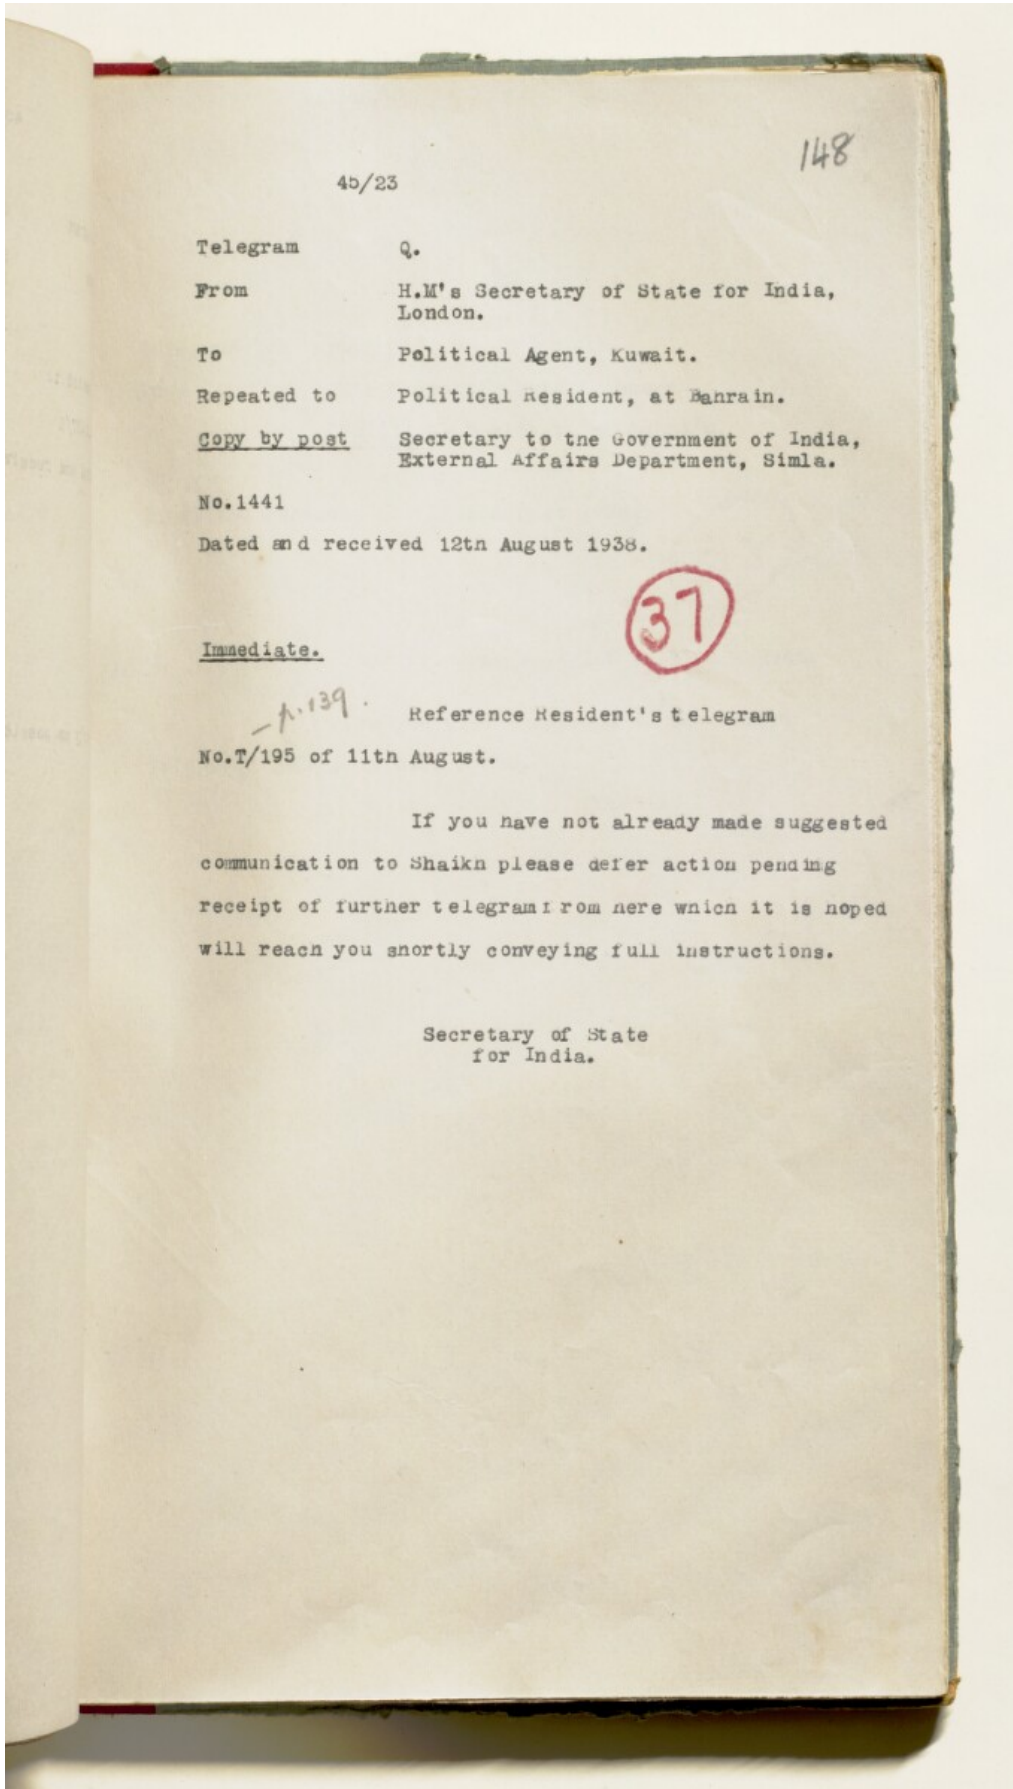 148
45/23
Telegram Q.
From H.M's Secretary of State for India,
London.
To Political Agent, Kuwait.
Repeated to Political Resident, at Bahrain.
Copy by post Secretary to the Government of India,
External Affairs Department, Simla.
No.1441
Dated and received 12th August 1938.
37
Immediate.
p.139.
Reference Resident's telegram
No.T/195 of 11th August.
If you have not already made suggested
communication to Shaikh please defer action pending
receipt of further telegram from here which it is hoped
will reach you shortly conveying full instructions.
Secretary of State
for India.